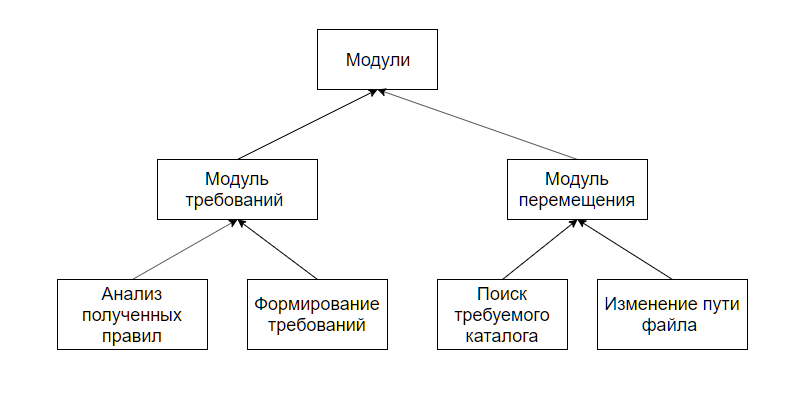 Модули
Модуль
требований
Модуль
перемещения
Анализ
полученных
правил
Формирование
требований
Поиск
требуемого
каталога
Изменение пути
файла